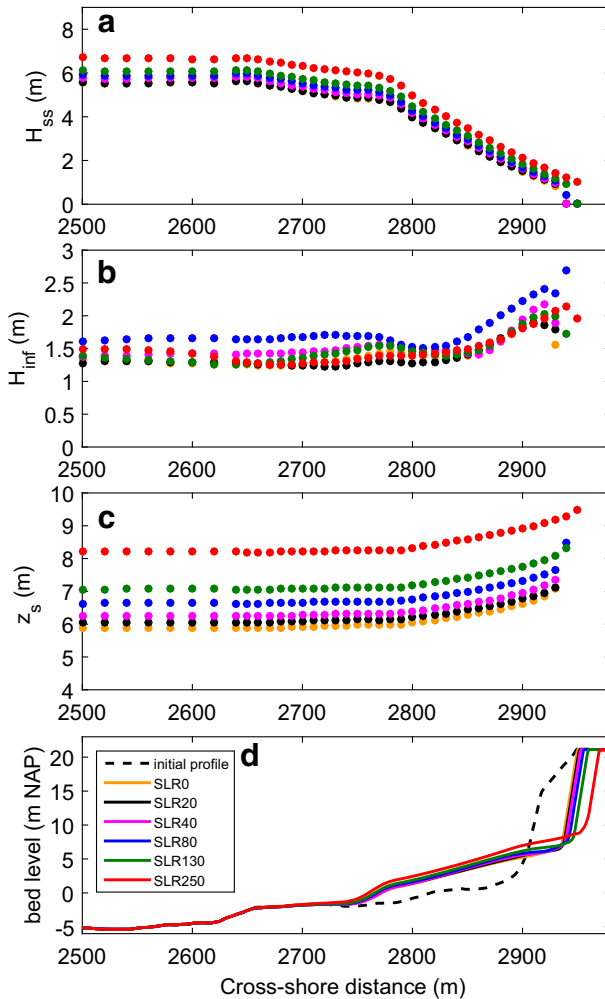 a
6
4
2
0
H_ss (m)
2500 2600 2700 2800 2900
b
3
2.5
2
1.5
1
0.5
0
H_inf (m)
2500 2600 2700 2800 2900
c
10
9
8
7
6
5
4
z_s (m)
2500 2600 2700 2800 2900
d
20
15
10
5
0
-5
bed level (m NAP)
initial profile
SLR0
SLR20
SLR40
SLR80
SLR130
SLR250
2500 2600 2700 2800 2900
Cross-shore distance (m)